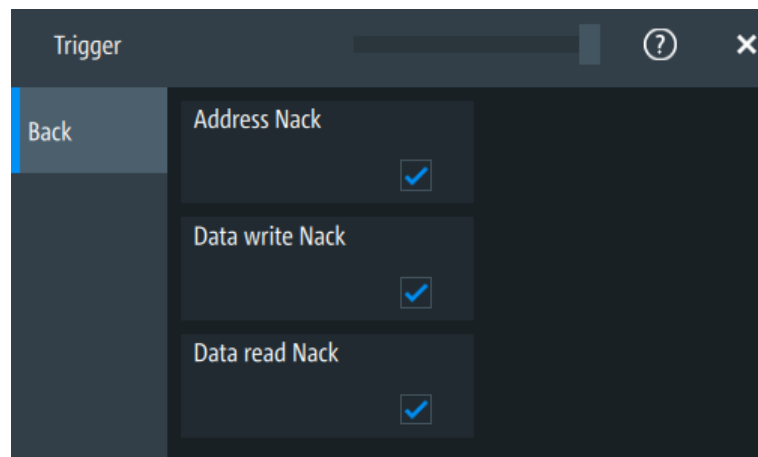 Trigger
Back
Address Nack
Data write Nack
Data read Nack